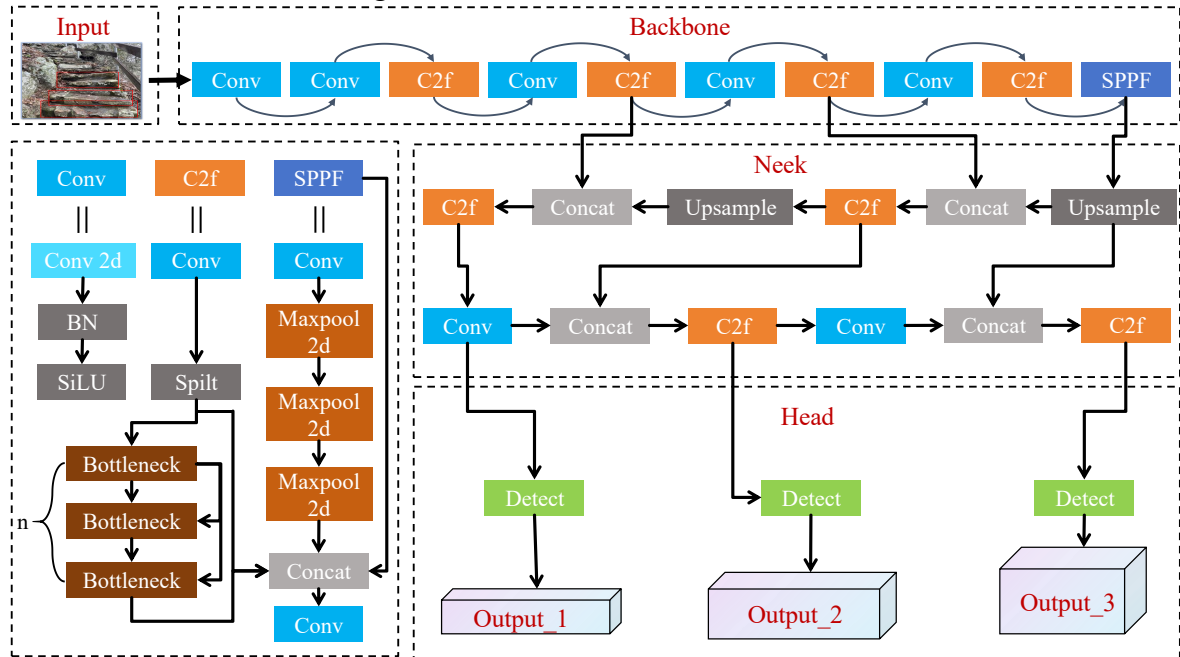 Input
Backbone
Conv
Conv
C2f
Conv
C2f
Conv
C2f
Conv
C2f
SPPF
Conv
C2f
SPPF
Conv 2d
Conv
Conv
BN
Maxpool
2d
SiLU
Spilt
Maxpool
2d
Bottleneck
Maxpool
2d
n
Bottleneck
Bottleneck
Concat
Conv
Neek
C2f
Concat
Upsample
C2f
Concat
Upsample
Conv
Concat
C2f
Conv
Concat
C2f
Head
Detect
Detect
Detect
Output_1
Output_2
Output_3